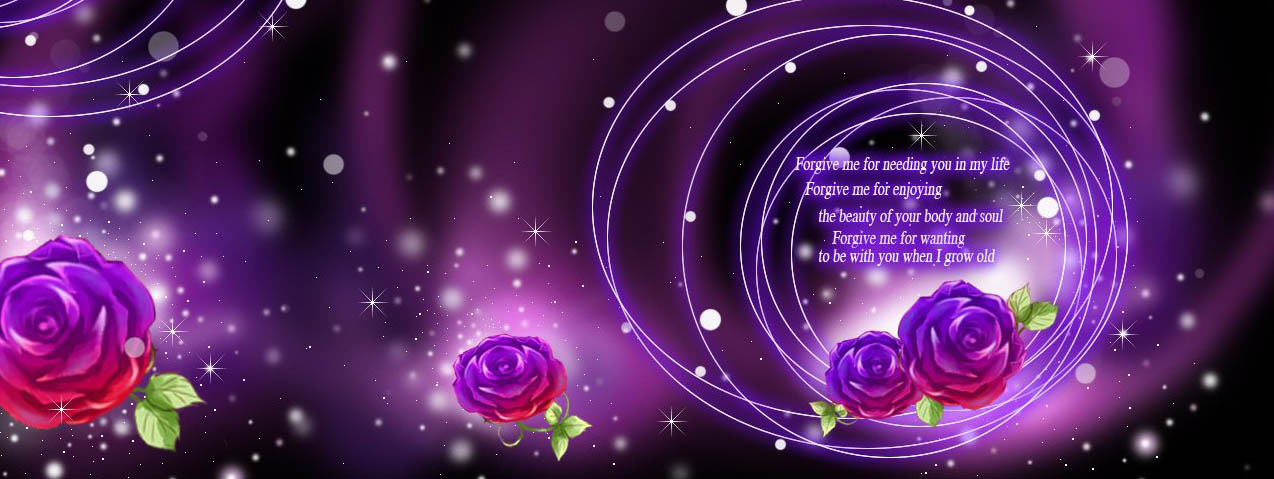 Forgive me for needing you in my life
Forgive me for enjoying
the beauty of your body and soul
Forgive me for wanting
to be with you when I grow old